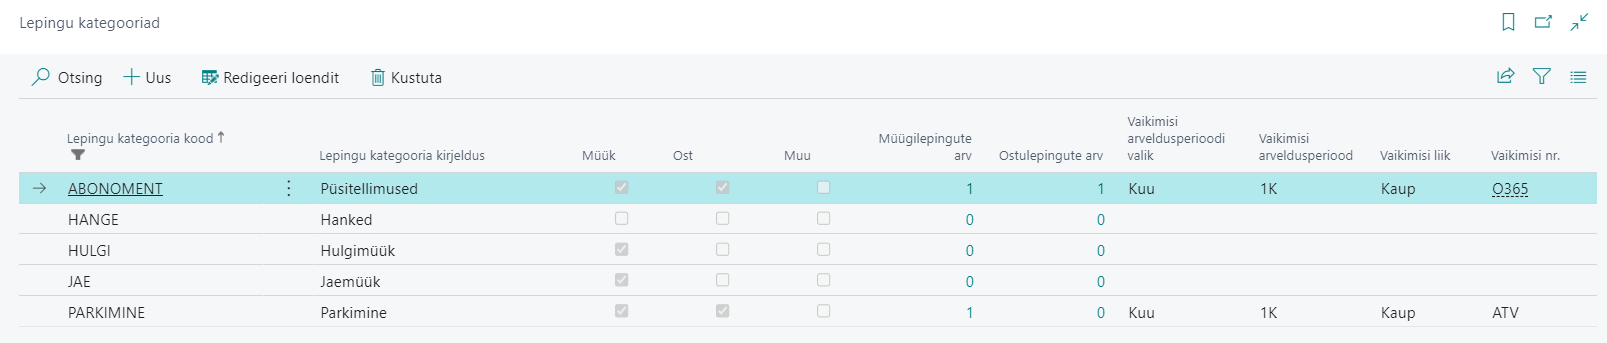 Lepingu kategooriad
Otsing Uus Redigeeri loendit Kustuta
Lepingu kategooria kood Lepingu kategooria kirjeldus Müük Ost Muu Müügilepingute arv Ostulepingute arv Vaikimisi arveldusperioodi valik Vaikimisi arveldusperiood Vaikimisi liik Vaikimisi nr.
ABONOMENT Püsitellimused 1 1 Kuu 1K Kaup O365
HANGE Hanked 0 0
HULGI Hulgimüük 0 0
JAE Jaemüük 0 0
PARKIMINE Parkimine 1 0 Kuu 1K Kaup ATV